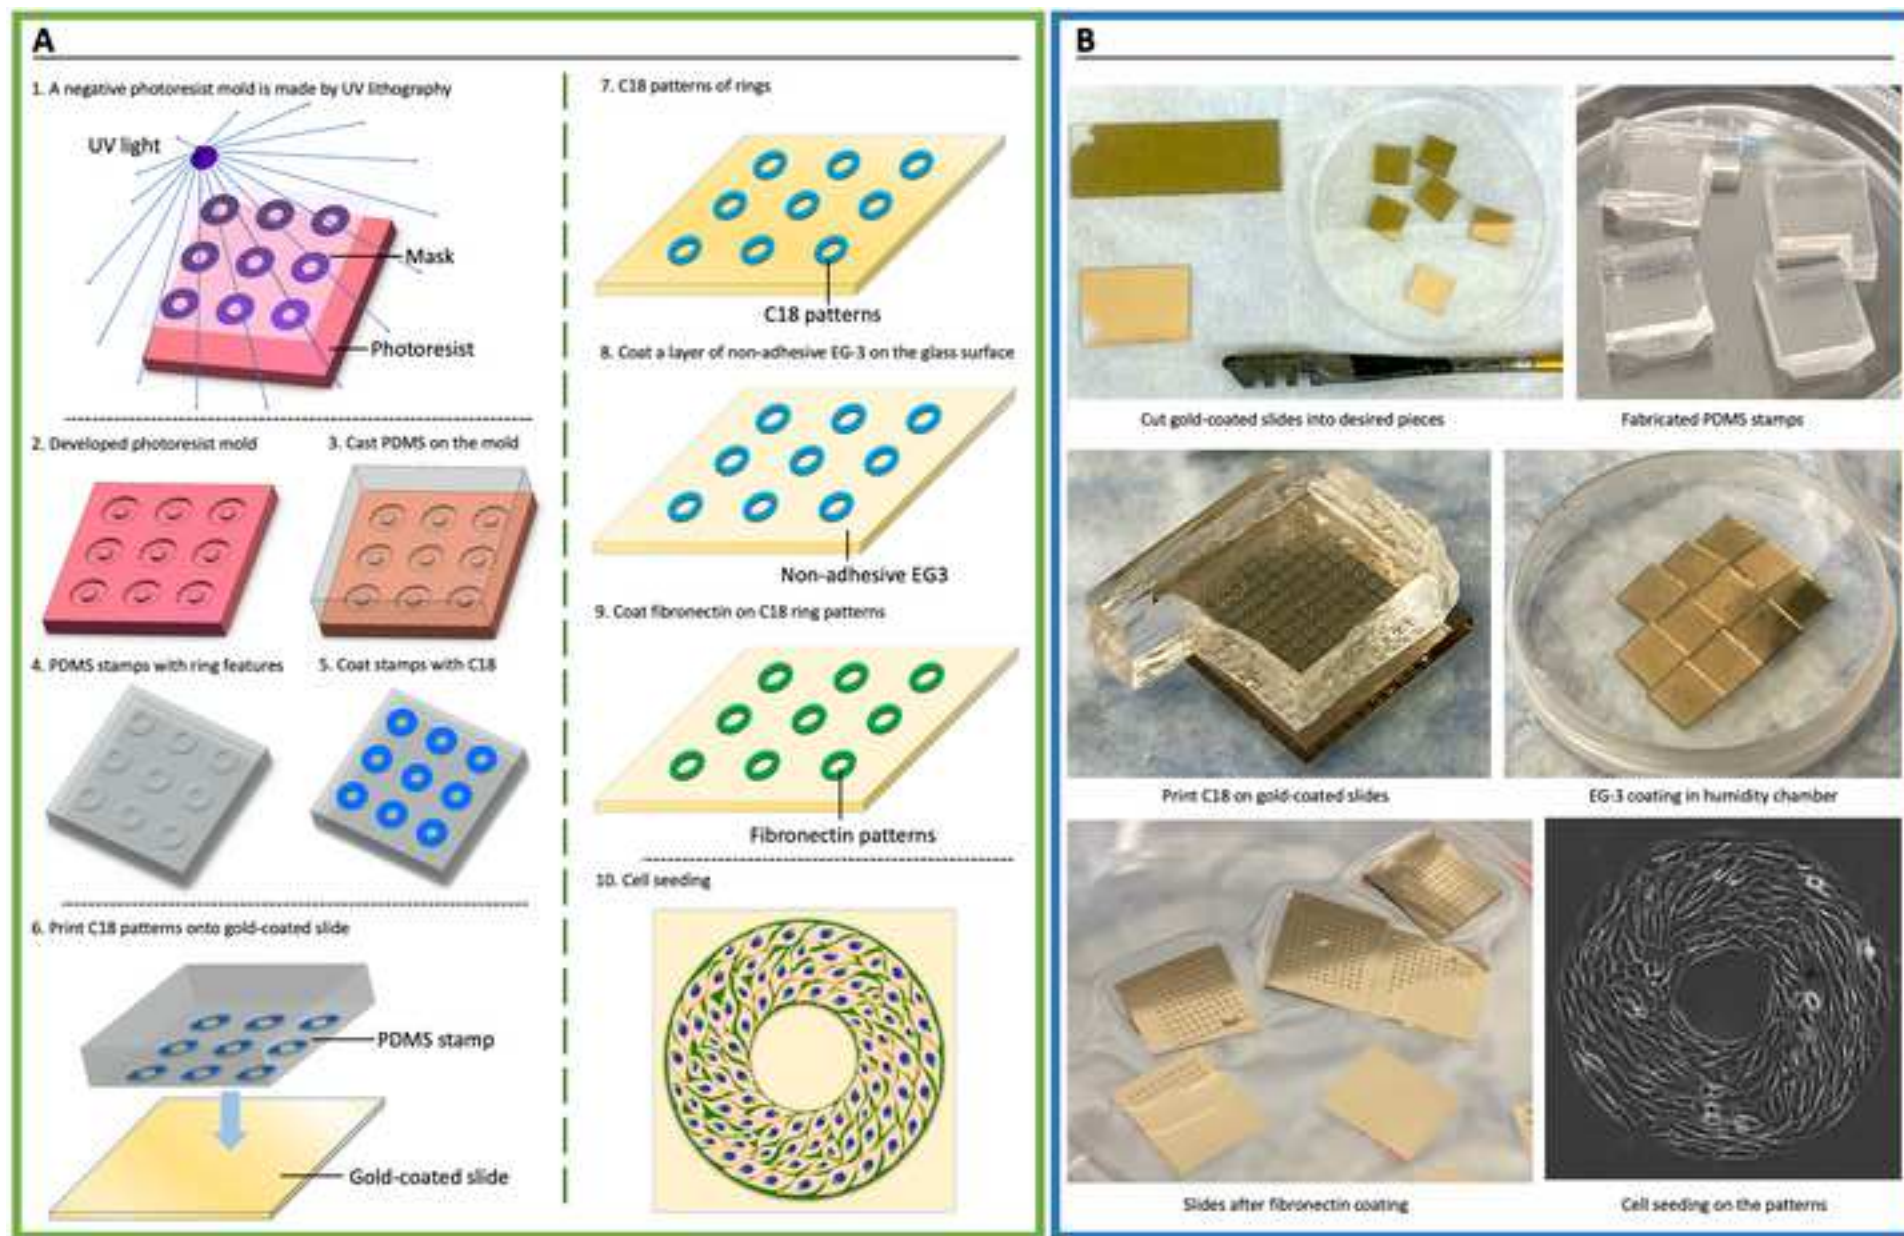 A
1. A negative photoresist mold is made by UV lithography
UV light
Mask
Photoresist
2. Developed photoresist mold
3. Cast PDMS on the mold
4. PDMS stamps with ring features
5. Coat stamps with C18
6. Print C18 patterns onto gold-coated slide
PDMS stamp
Gold-coated slide
7. C18 patterns of rings
C18 patterns
8. Coat a layer of non-adhesive EG-3 on the glass surface
Non-adhesive EG3
9. Coat fibronectin on C18 ring patterns
Fibronectin patterns
10. Cell seeding
B
Cut gold-coated slides into desired pieces
Fabricated PDMS stamps
Print C18 on gold-coated slides
EG-3 coating in humidity chamber
Slides after fibronectin coating
Cell seeding on the patterns